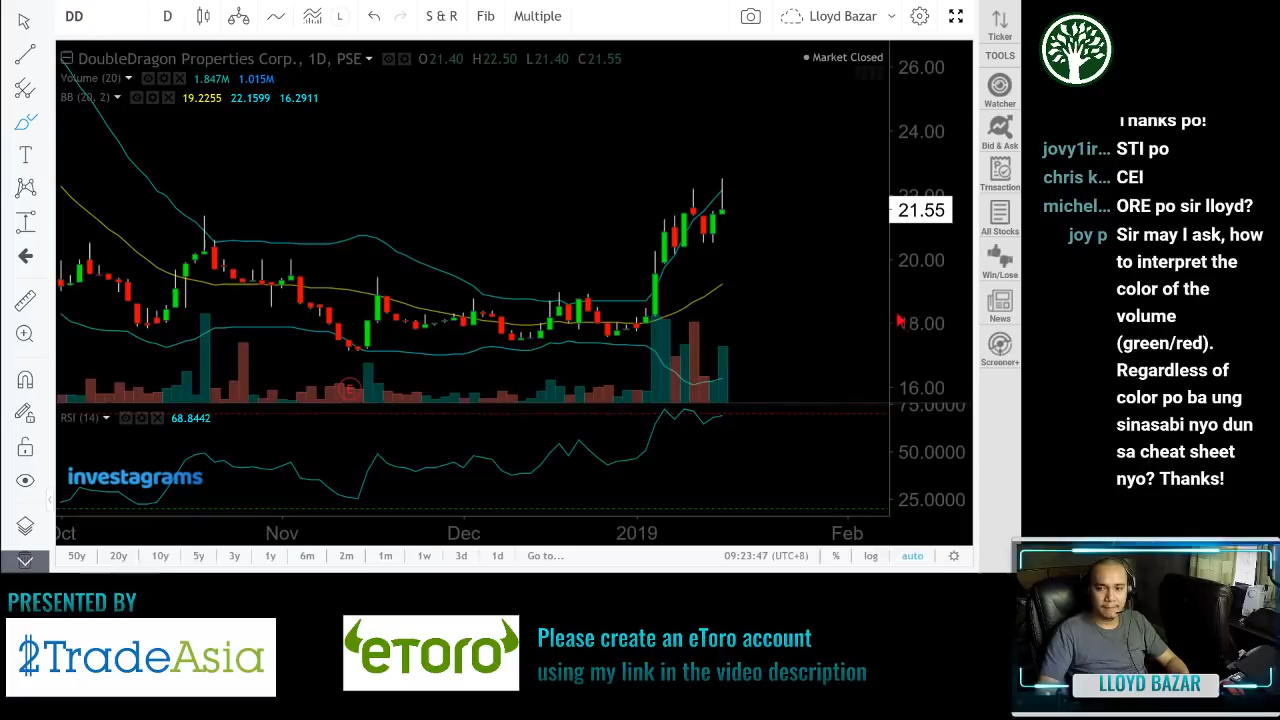 DD
D
L
S & R
Fib
Multiple
Lloyd Bazar
DoubleDragon Properties Corp., 1D, PSE
O21.40 H22.50 L21.40 C21.55
Market Closed
Volume (20)
1.847M 1.015M
BB (20, 2)
19.2255 22.1599 16.2911
26.00
24.00
22.00
21.55
20.00
18.00
16.00
75.0000
RSI (14)
68.8442
50.0000
25.0000
investagrams
Oct
Nov
Dec
2019
Feb
50y 20y 10y 5y 3y 1y 6m 2m 1m 1w 3d 1d Go to...
09:23:47 (UTC+8)
%
log
auto
Ticker
TOOLS
Watcher
Bid & Ask
Trnsaction
All Stocks
Win/Lose
News
Screener+
Thanks po!
jovy1ir... STI po
chris k... CEI
michel... ORE po sir lloyd?
joy p Sir may I ask, how
to interpret the
color of the
volume
(green/red).
Regardless of
color po ba ung
sinasabi nyo dun
sa cheat sheet
nyo? Thanks!
PRESENTED BY
2TradeAsia
eToro
Please create an eToro account
using my link in the video description
LLOYD BAZAR